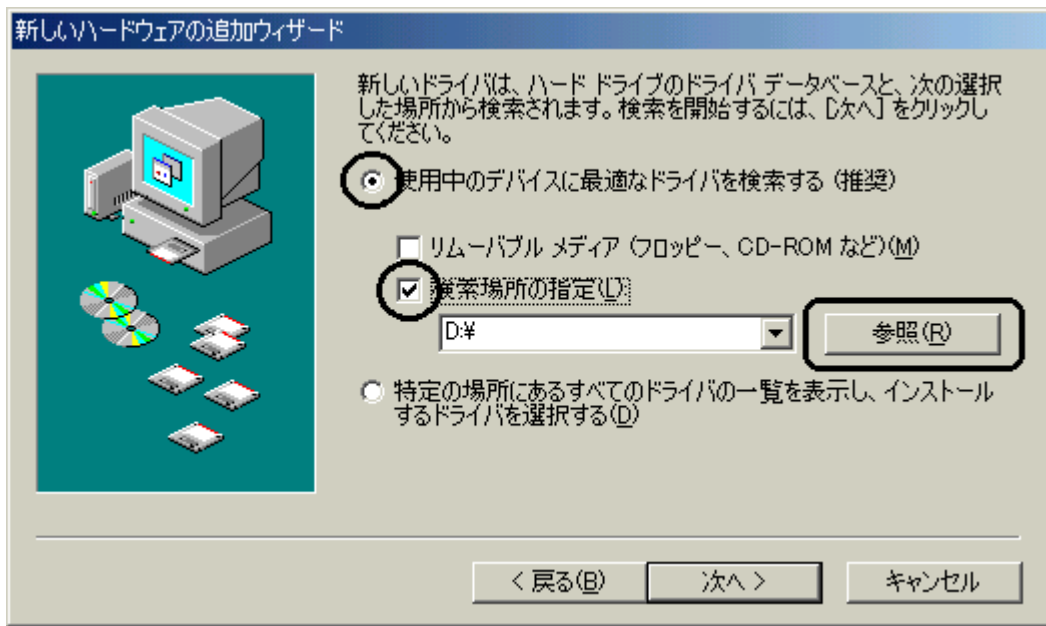 新しいハードウェアの追加ウィザード
新しいドライバは、ハード ドライブのドライバ データベースと、次の選択
した場所から検索されます。検索を開始するには、[次へ] をクリックし
てください。
使用中のデバイスに最適なドライバを検索する (推奨)
リムーバブル メディア (フロッピー、CD-ROM など)(M)
検索場所の指定(L)
D:¥
参照(R)
特定の場所にあるすべてのドライバの一覧を表示し、インストール
するドライバを選択する(D)
< 戻る(B)
次へ >
キャンセル